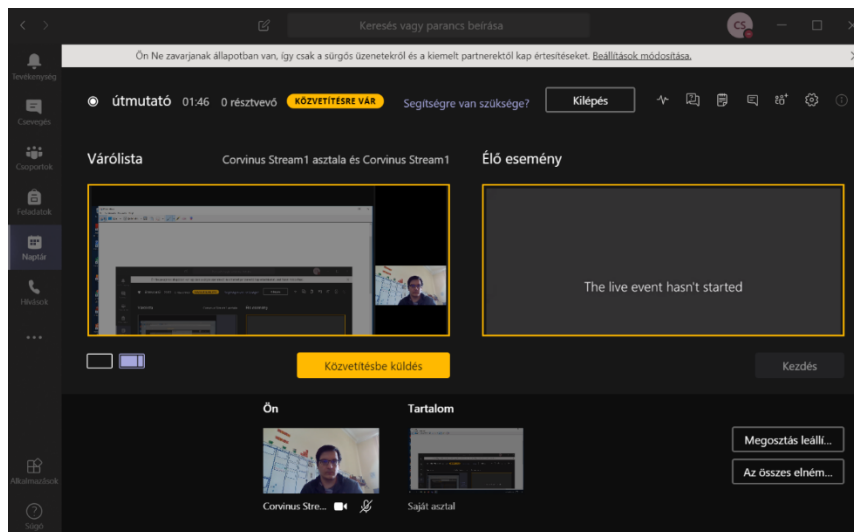 Keresés vagy parancs beírása
CS
Ön Ne zavarjanak állapotban van, így csak a sürgős üzenetekről és a kiemelt partnerektől kap értesítéseket. Beállítások módosítása.
Tevékenység
Csevegés
Csoportok
Feladatok
Naptár
Hívások
Alkalmazások
Súgó
útmutató 01:46 0 résztvevő KÖZVETÍTÉSRE VÁR Segítségre van szüksége? Kilépés
Várólista Corvinus Stream1 asztala és Corvinus Stream1
Élő esemény
The live event hasn't started
Közvetítésbe küldés
Kezdés
Ön
Tartalom
Corvinus Stre...
Saját asztal
Megosztás leállí...
Az összes elném...